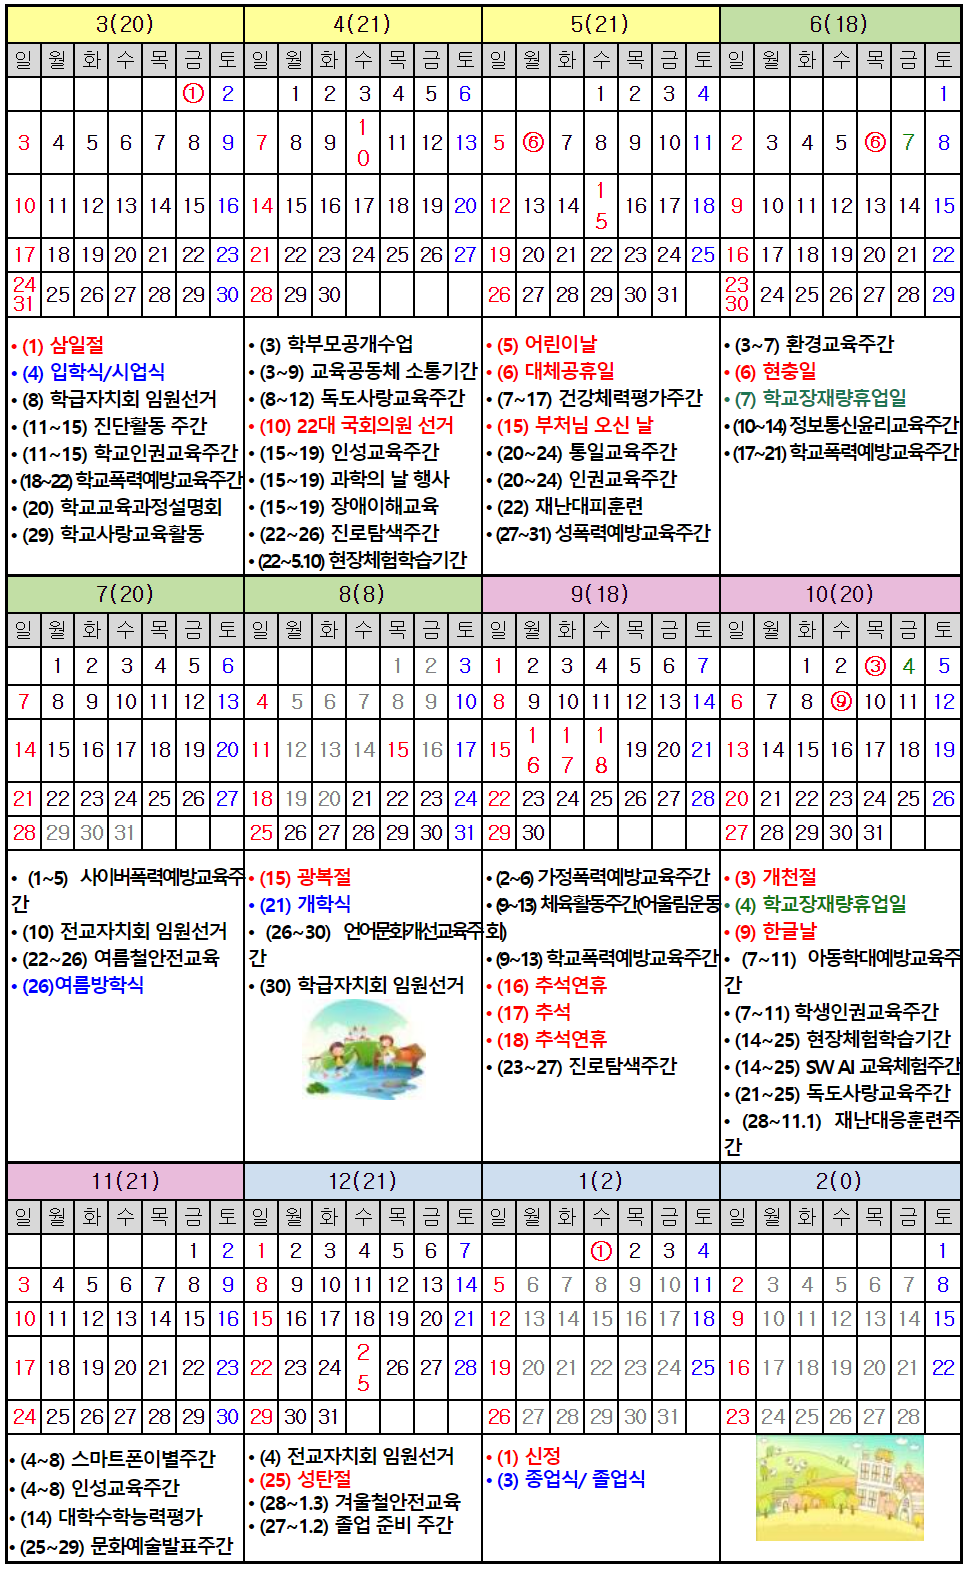 3(20) 4(21) 5(21) 6(18)
일 월 화 수 목 금 토 일 월 화 수 목 금 토 일 월 화 수 목 금 토 일 월 화 수 목 금 토
① 2 1 2 3 4 5 6 1 2 3 4 1
3 4 5 6 7 8 9 7 8 9 10 11 12 13 5 ⑥ 7 8 9 10 11 2 3 4 5 ⑥ 7 8
10 11 12 13 14 15 16 14 15 16 17 18 19 20 12 13 14 15 16 17 18 9 10 11 12 13 14 15
17 18 19 20 21 22 23 21 22 23 24 25 26 27 19 20 21 22 23 24 25 16 17 18 19 20 21 22
24 31 25 26 27 28 29 30 28 29 30 26 27 28 29 30 31 23 30 24 25 26 27 28 29
• (1) 삼일절
• (4) 입학식/시업식
• (8) 학급자치회 임원선거
• (11~15) 진단활동 주간
• (11~15) 학교인권교육주간
• (18~22) 학교폭력예방교육주간
• (20) 학교교육과정설명회
• (29) 학교사랑교육활동
• (3) 학부모공개수업
• (3~9) 교육공동체 소통기간
• (8~12) 독도사랑교육주간
• (10) 22대 국회의원 선거
• (15~19) 인성교육주간
• (15~19) 과학의 날 행사
• (15~19) 장애이해교육
• (22~26) 진로탐색주간
• (22~5.10) 현장체험학습기간
• (5) 어린이날
• (6) 대체공휴일
• (7~17) 건강체력평가주간
• (15) 부처님 오신 날
• (20~24) 통일교육주간
• (20~24) 인권교육주간
• (22) 재난대피훈련
• (27~31) 성폭력예방교육주간
• (3~7) 환경교육주간
• (6) 현충일
• (7) 학교장재량휴업일
• (10~14) 정보통신윤리교육주간
• (17~21) 학교폭력예방교육주간
7(20) 8(8) 9(18) 10(20)
일 월 화 수 목 금 토 일 월 화 수 목 금 토 일 월 화 수 목 금 토 일 월 화 수 목 금 토
1 2 3 4 5 6 1 2 3 1 2 3 4 5 6 7 1 2 ③ 4 5
7 8 9 10 11 12 13 4 5 6 7 8 9 10 8 9 10 11 12 13 14 6 7 8 ⑨ 10 11 12
14 15 16 17 18 19 20 11 12 13 14 15 16 17 15 16 17 18 19 20 21 13 14 15 16 17 18 19
21 22 23 24 25 26 27 18 19 20 21 22 23 24 22 23 24 25 26 27 28 20 21 22 23 24 25 26
28 29 30 31 25 26 27 28 29 30 31 29 30 27 28 29 30 31
• (1~5) 사이버폭력예방교육주
간
• (10) 전교자치회 임원선거
• (22~26) 여름철안전교육
• (26)여름방학식
• (15) 광복절
• (21) 개학식
• (26~30) 언어문화개선교육주
간
• (30) 학급자치회 임원선거
• (2~6) 가정폭력예방교육주간
• (9~13) 체육활동주간(어울림운동
회)
• (9~13) 학교폭력예방교육주간
• (16) 추석연휴
• (17) 추석
• (18) 추석연휴
• (23~27) 진로탐색주간
• (3) 개천절
• (4) 학교장재량휴업일
• (9) 한글날
• (7~11) 아동학대예방교육주
간
• (7~11) 학생인권교육주간
• (14~25) 현장체험학습기간
• (14~25) SW AI 교육체험주간
• (21~25) 독도사랑교육주간
• (28~11.1) 재난대응훈련주
간
11(21) 12(21) 1(2) 2(0)
일 월 화 수 목 금 토 일 월 화 수 목 금 토 일 월 화 수 목 금 토 일 월 화 수 목 금 토
1 2 1 2 3 4 5 6 7 ① 2 3 4 1
3 4 5 6 7 8 9 8 9 10 11 12 13 14 5 6 7 8 9 10 11 2 3 4 5 6 7 8
10 11 12 13 14 15 16 15 16 17 18 19 20 21 12 13 14 15 16 17 18 9 10 11 12 13 14 15
17 18 19 20 21 22 23 22 23 24 25 26 27 28 19 20 21 22 23 24 25 16 17 18 19 20 21 22
24 25 26 27 28 29 30 29 30 31 26 27 28 29 30 31 23 24 25 26 27 28
• (4~8) 스마트폰이별주간
• (4~8) 인성교육주간
• (14) 대학수학능력평가
• (25~29) 문화예술발표주간
• (4) 전교자치회 임원선거
• (25) 성탄절
• (28~1.3) 겨울철안전교육
• (27~1.2) 졸업 준비 주간
• (1) 신정
• (3) 종업식/ 졸업식